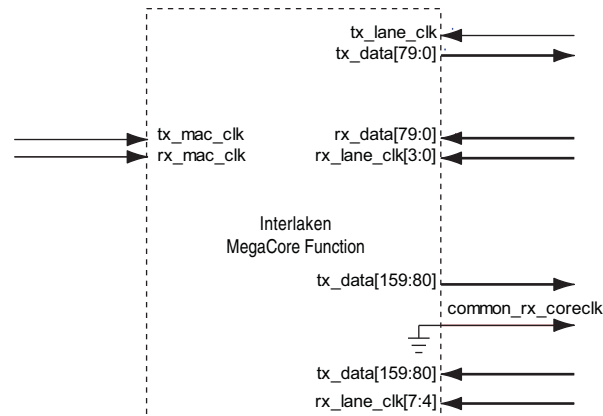 tx_lane_clk
tx_data[79:0]
tx_mac_clk
rx_data[79:0]
rx_mac_clk
rx_lane_clk[3:0]
Interlaken
MegaCore Function
tx_data[159:80]
common_rx_coreclk
tx_data[159:80]
rx_lane_clk[7:4]